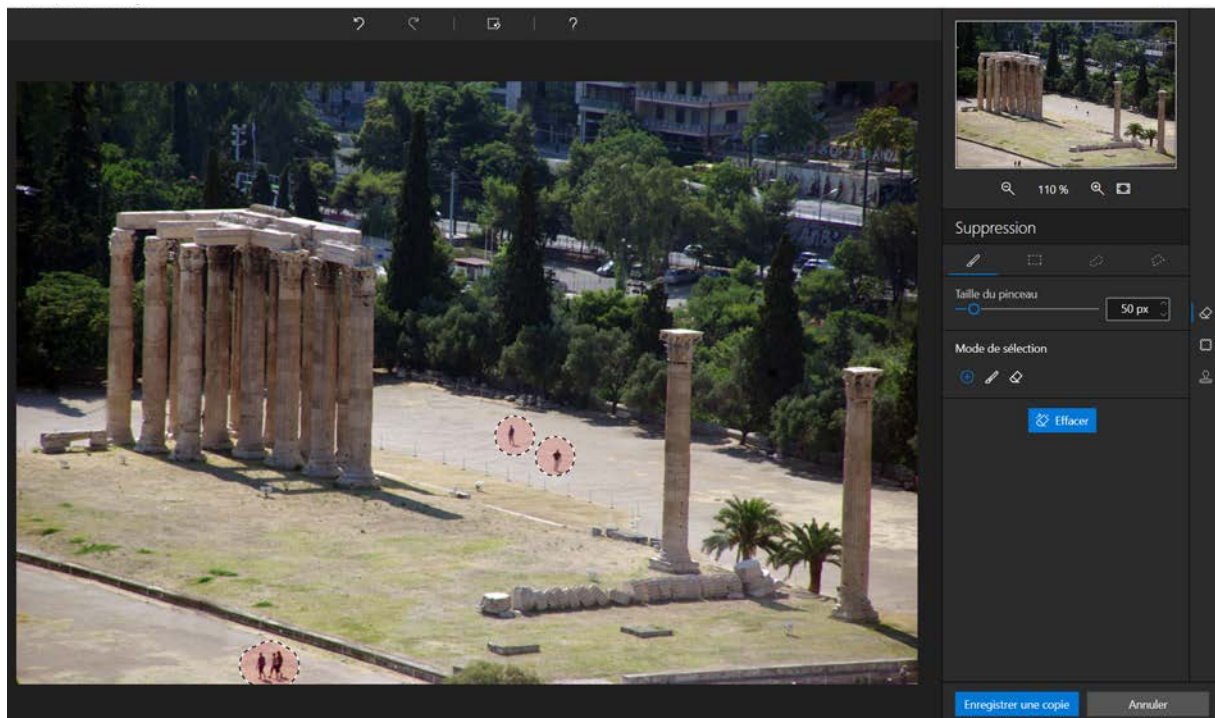 ?
110 %
Suppression
Taille du pinceau
50 px
Mode de sélection
Effacer
Enregistrer une copie
Annuler